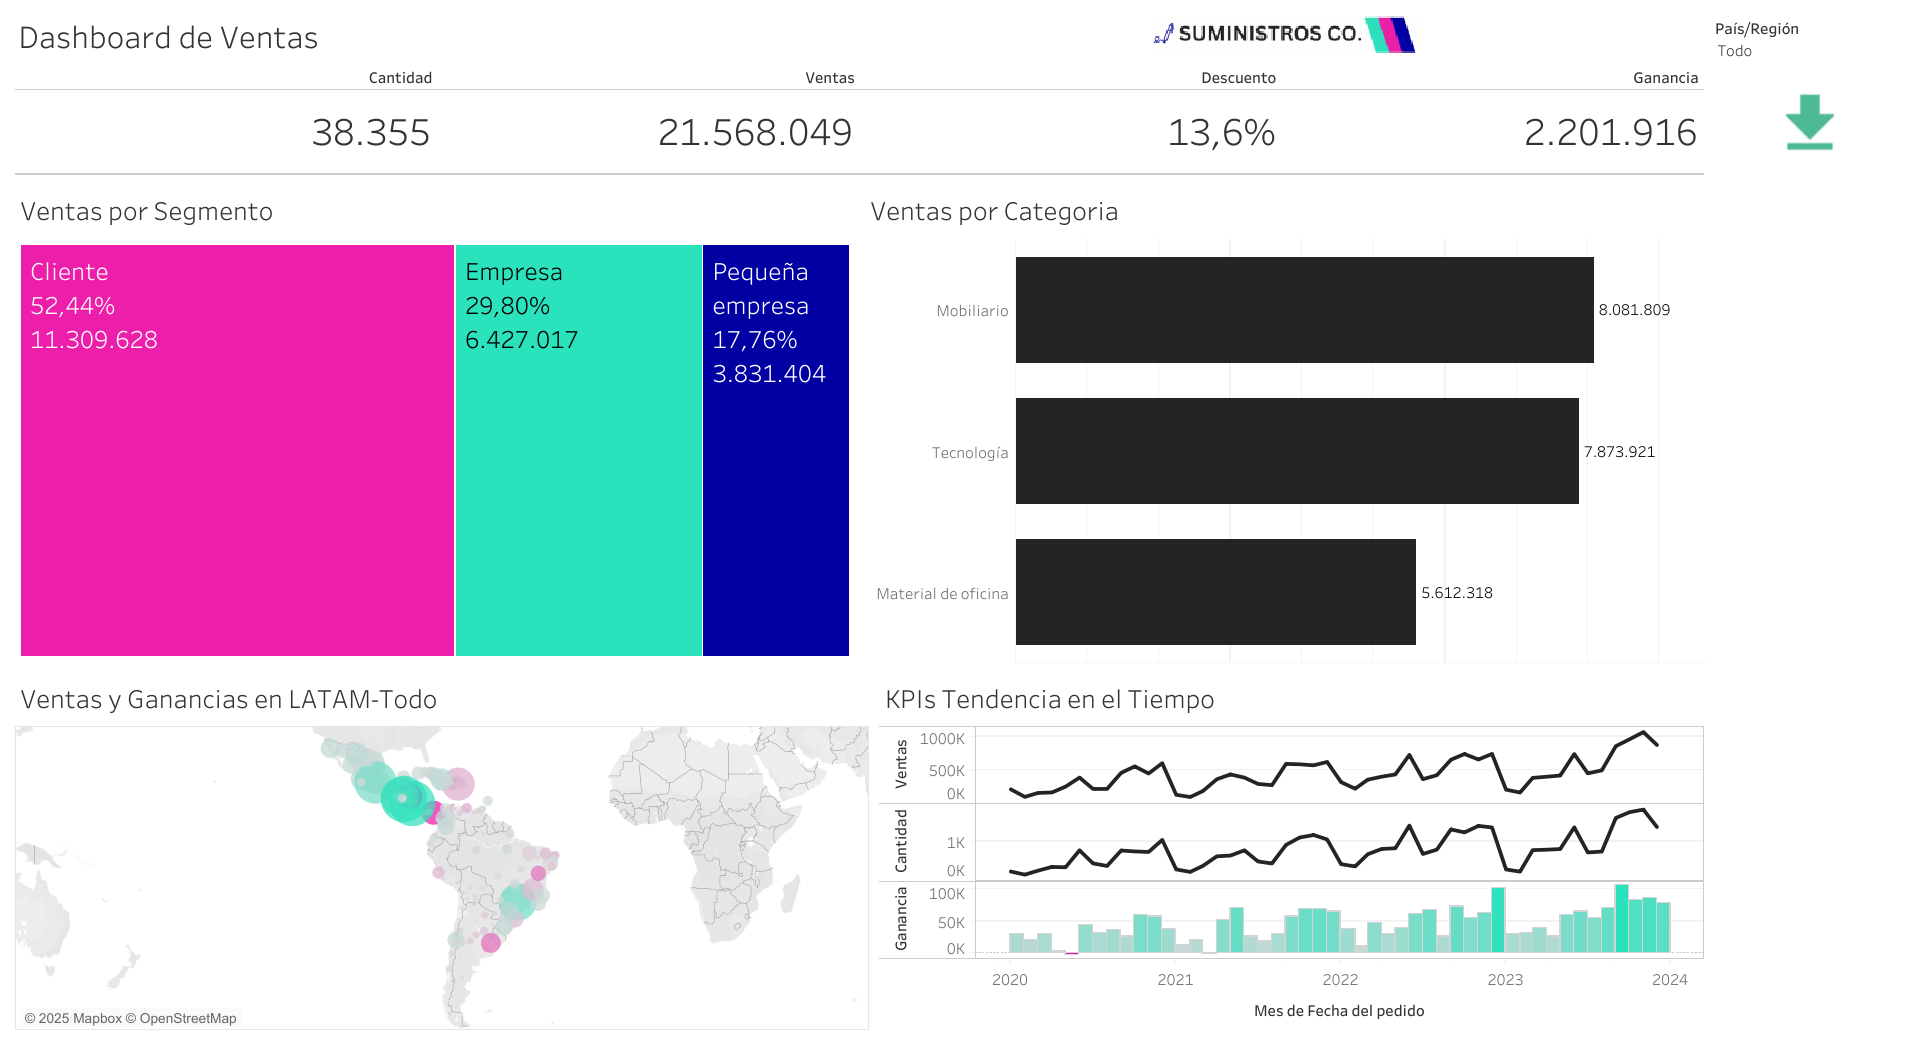 Dashboard de Ventas
SUMINISTROS CO.
País/Región
Todo
Cantidad
Ventas
Descuento
Ganancia
38.355
21.568.049
13,6%
2.201.916
Ventas por Segmento
Cliente
52,44%
11.309.628
Empresa
29,80%
6.427.017
Pequeña
empresa
17,76%
3.831.404
Ventas por Categoria
Mobiliario
8.081.809
Tecnología
7.873.921
Material de oficina
5.612.318
Ventas y Ganancias en LATAM-Todo
© 2025 Mapbox © OpenStreetMap
KPIs Tendencia en el Tiempo
Ventas
1000K
500K
0K
Cantidad
1K
0K
Ganancia
100K
50K
0K
2020
2021
2022
2023
2024
Mes de Fecha del pedido